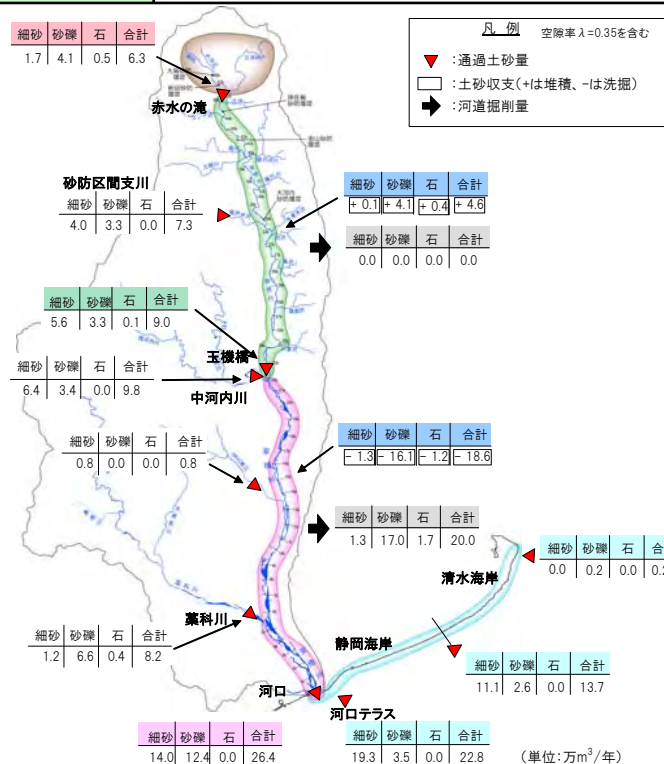 凡 例 空隙率λ=0.35を含む
:通過土砂量
:土砂収支(+は堆積、-は洗掘)
:河道掘削量
細砂 砂礫 石 合計
1.7 4.1 0.5 6.3
赤水の滝
砂防区間支川
細砂 砂礫 石 合計
4.0 3.3 0.0 7.3
細砂 砂礫 石 合計
+ 0.1 + 4.1 + 0.4 + 4.6
細砂 砂礫 石 合計
0.0 0.0 0.0 0.0
細砂 砂礫 石 合計
5.6 3.3 0.1 9.0
玉機橋
細砂 砂礫 石 合計
6.4 3.4 0.0 9.8
中河内川
細砂 砂礫 石 合計
0.8 0.0 0.0 0.8
細砂 砂礫 石 合計
- 1.3 - 16.1 - 1.2 - 18.6
細砂 砂礫 石 合計
1.3 17.0 1.7 20.0
細砂 砂礫 石
0.0 0.2 0.0
清水海岸
藁科川
細砂 砂礫 石 合計
1.2 6.6 0.4 8.2
静岡海岸
細砂 砂礫 石 合計
11.1 2.6 0.0 13.7
河口
河口テラス
細砂 砂礫 石 合計
14.0 12.4 0.0 26.4
細砂 砂礫 石 合計
19.3 3.5 0.0 22.8
(単位:万m³/年)